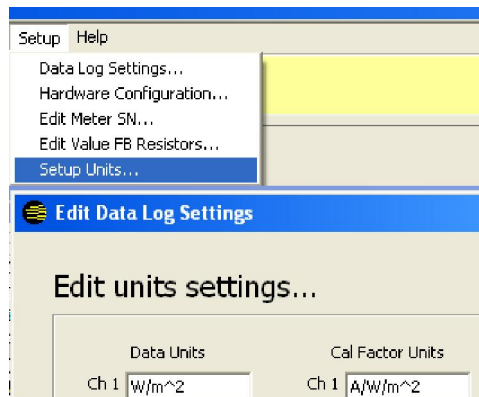 Setup Help
Data Log Settings...
Hardware Configuration...
Edit Meter SN...
Edit Value FB Resistors...
Setup Units...
Edit Data Log Settings
Edit units settings...
Data Units Cal Factor Units
Ch 1 W/m^2 Ch 1 A/W/m^2